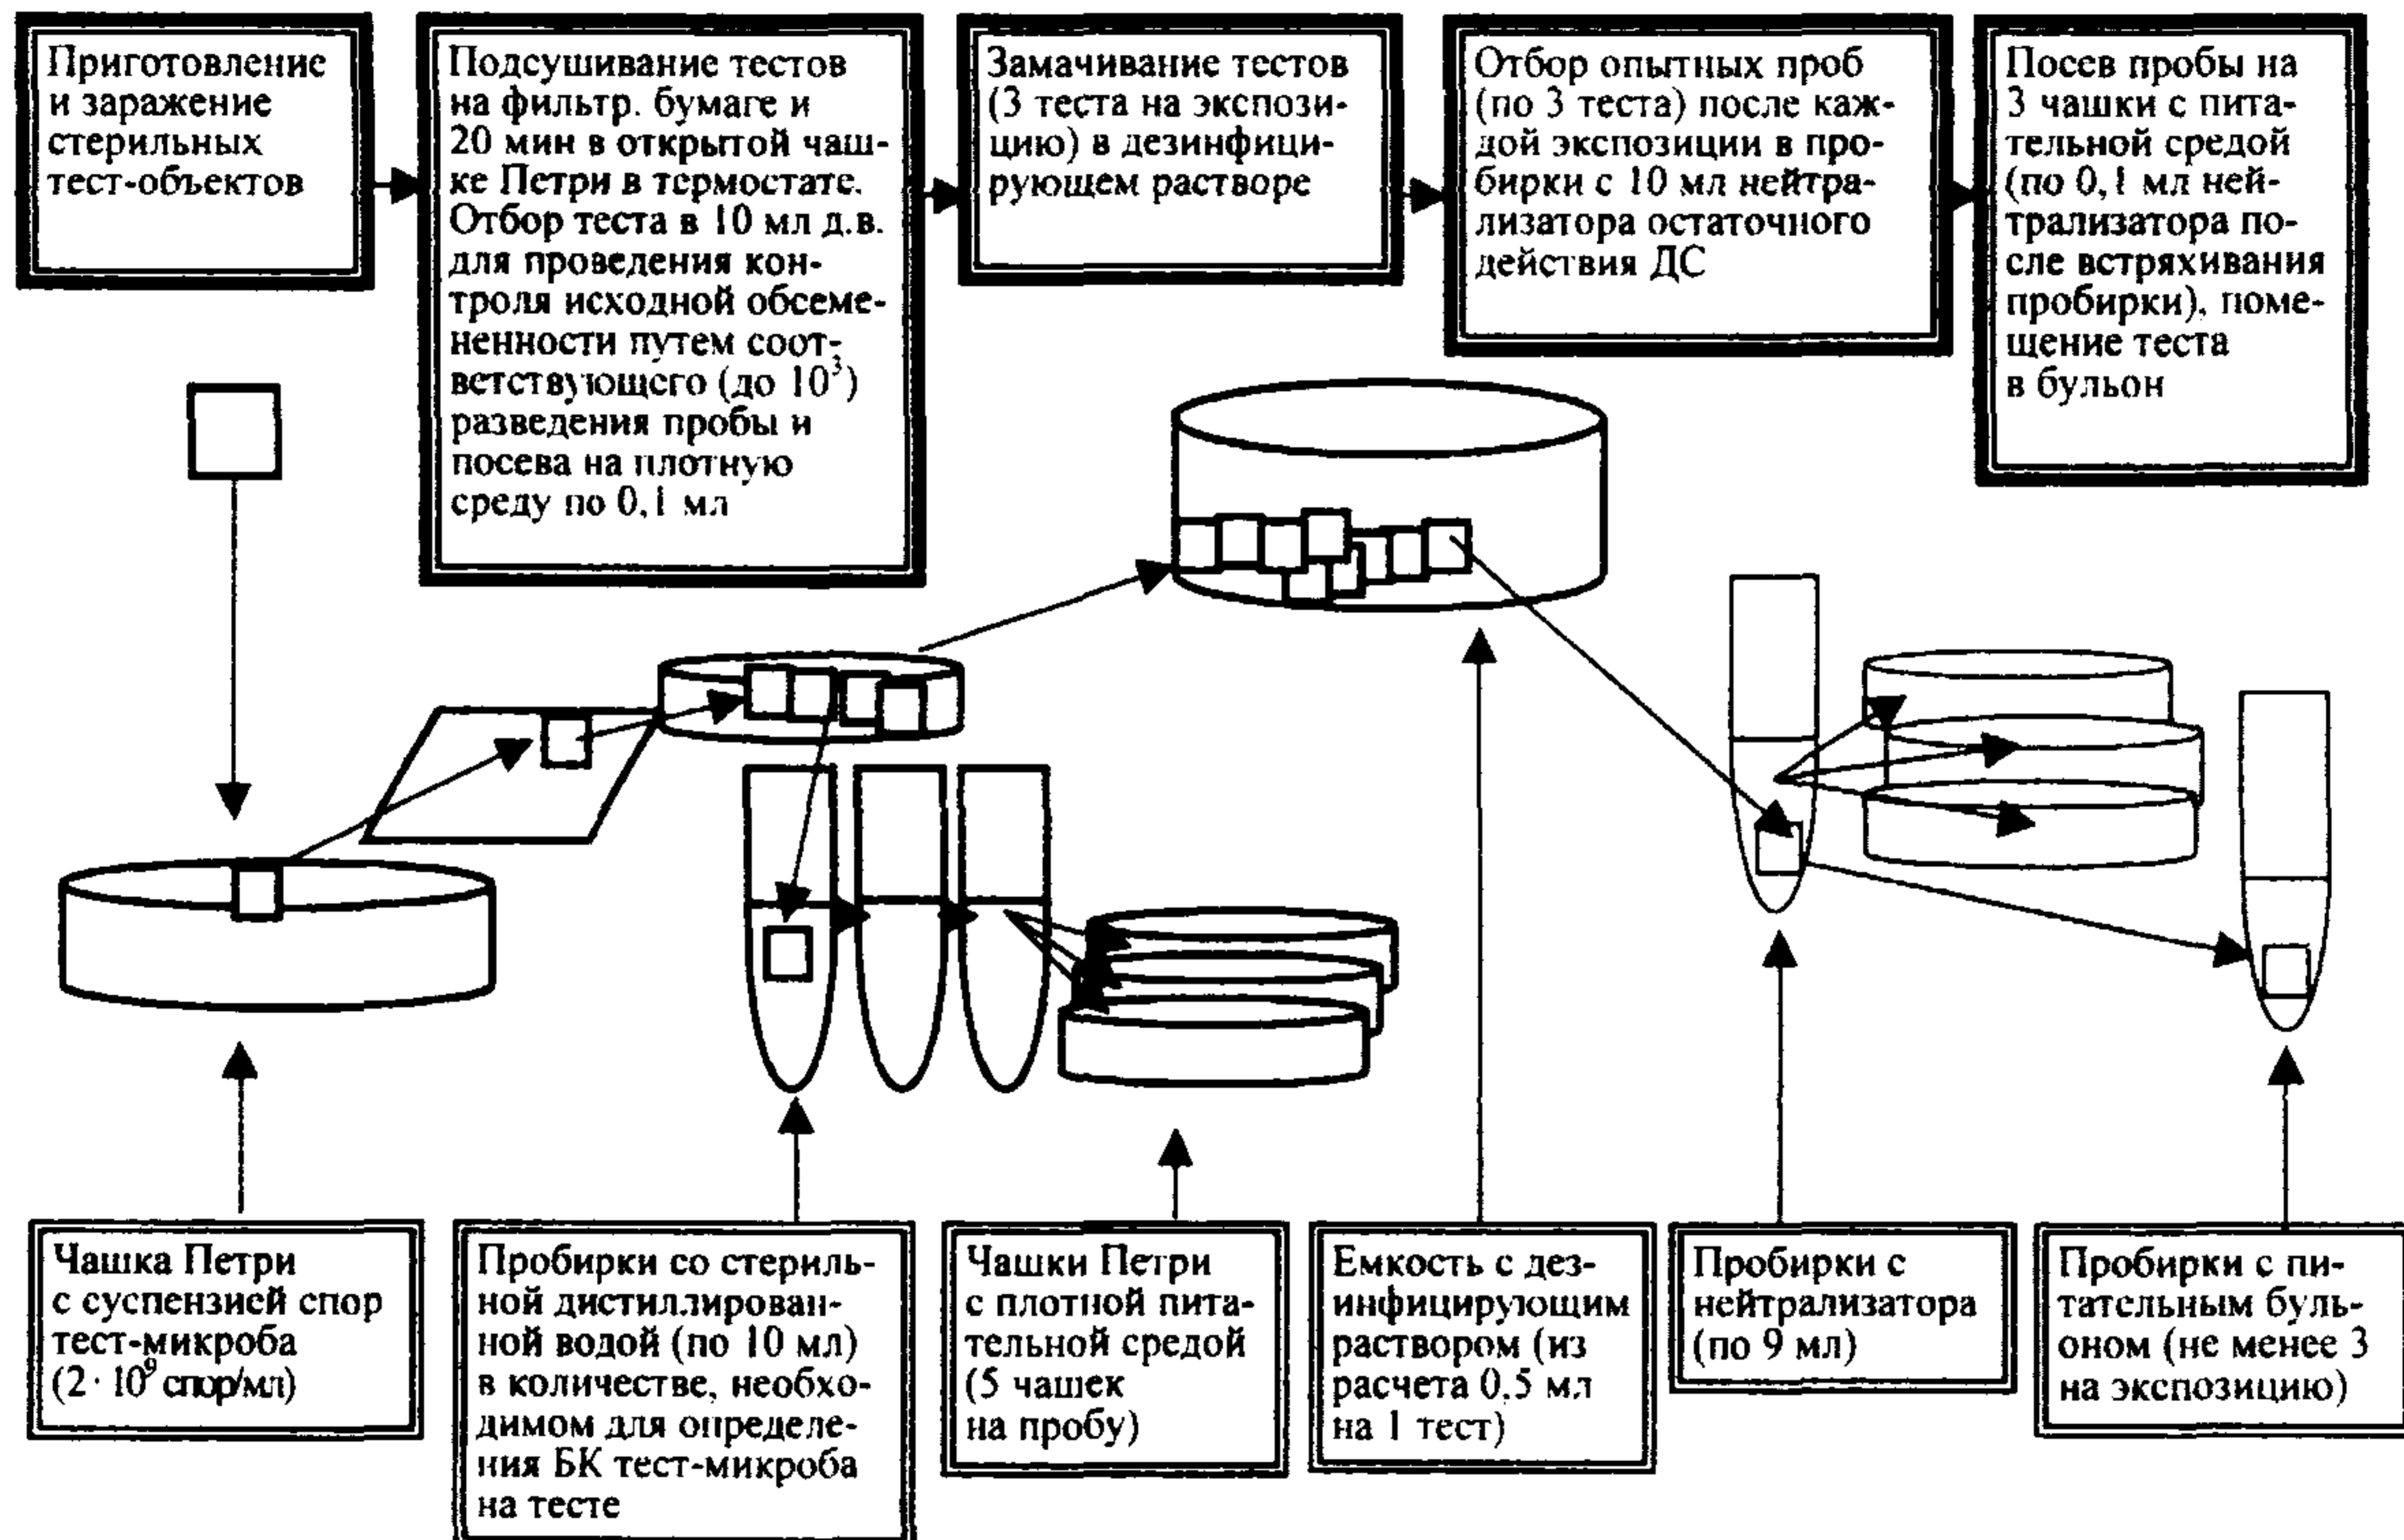 Приготовление
и заражение
стерильных
тест-объектов
Подсушивание тестов
на фильтр. бумаге и
20 мин в открытой чаш-
ке Петри в термостате.
Отбор теста в 10 мл д.в.
для проведения кон-
троля исходной обсеме-
ненности путем соот-
ветствующего (до 10³)
разведения пробы и
посева на плотную
среду по 0,1 мл
Замачивание тестов
(3 теста на экспози-
цию) в дезинфици-
рующем растворе
Отбор опытных проб
(по 3 теста) после каж-
дой экспозиции в про-
бирки с 10 мл нейтра-
лизатора остаточного
действия ДС
Посев пробы на
3 чашки с пита-
тельной средой
(по 0,1 мл ней-
трализатора по-
сле встряхивания
пробирки), поме-
щение теста
в бульон
Чашка Петри
с суспензией спор
тест-микроба
(2· 10⁹ спор/мл)
Пробирки со стериль-
ной дистиллирован-
ной водой (по 10 мл)
в количестве, необхо-
димом для определе-
ния БК тест-микроба
на тесте
Чашки Петри
с плотной пита-
тельной средой
(5 чашек
на пробу)
Емкость с дез-
инфицирующим
раствором (из
расчета 0,5 мл
на 1 тест)
Пробирки с
нейтрализатора
(по 9 мл)
Пробирки с пи-
тательным буль-
оном (не менее 3
на экспозицию)